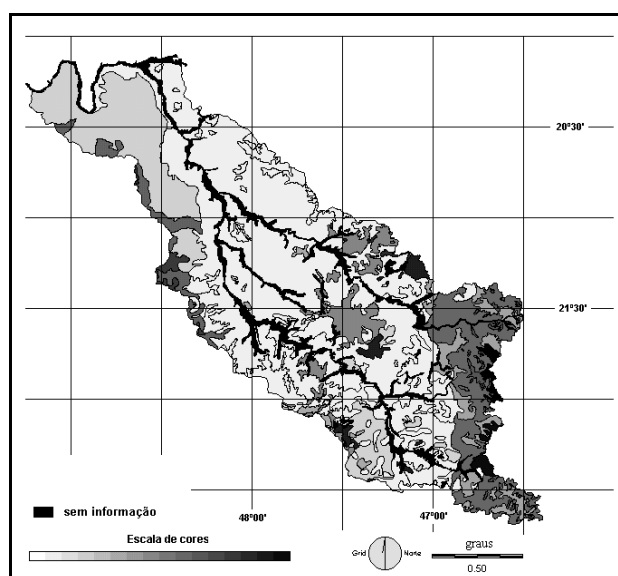 20°30'
21°30'
sem informação
48°00'
47°00'
Escala de cores
Grid
Norte
graus
0.50